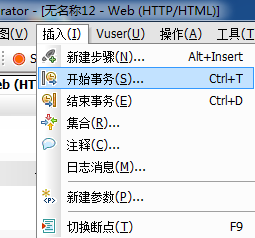 rator - [无名称12 - Web (HTTP/HTML)]
图(V) 插入(I) Vuser(U) 操作(A) 工具(T
新建步骤(N)... Alt+Insert
开始事务(S)... Ctrl+T
结束事务(E) Ctrl+D
集合(R)...
注释(C)...
日志消息(M)...
新建参数(P)...
切换断点(T) F9
S
eb (HT